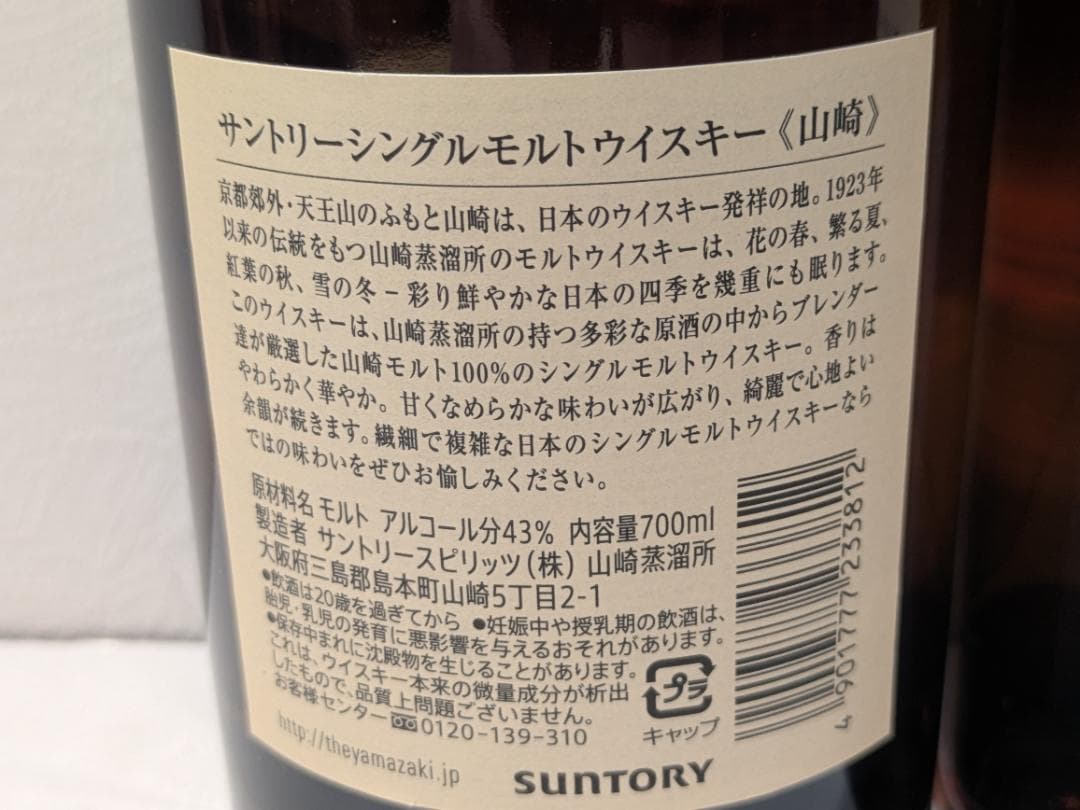 サントリーシングルモルトウイスキー《山崎》
京都郊外・天王山のふもと山崎は、日本のウイスキー発祥の地。1923年
以来の伝統をもつ山崎蒸溜所のモルトウイスキーは、花の春、繁る夏、
紅葉の秋、雪の冬－彩り鮮やかな日本の四季を幾重にも眠ります。
このウイスキーは、山崎蒸溜所の持つ多彩な原酒の中からブレンダー
達が厳選した山崎モルト100%のシングルモルトウイスキー。香りは
やわらかく華やか。甘くなめらかな味わいが広がり、綺麗で心地よい
余韻が続きます。繊細で複雑な日本のシングルモルトウイスキーなら
ではの味わいをぜひお愉しみください。
原材料名 モルト アルコール分43% 内容量700ml
製造者 サントリースピリッツ(株) 山崎蒸溜所
大阪府三島郡島本町山崎5丁目2-1
●飲酒は20歳を過ぎてから ●妊娠中や授乳期の飲酒は、
胎児・乳児の発育に悪影響を与えるおそれがあります。
●保存中まれに沈殿物を生じることがあります。
これは、ウイスキー本来の微量成分が析出
したもので、品質上問題ございません。
お客様センター 0120-139-310
http://theyamazaki.jp
プラ
キャップ
SUNTORY
4 901777 233812